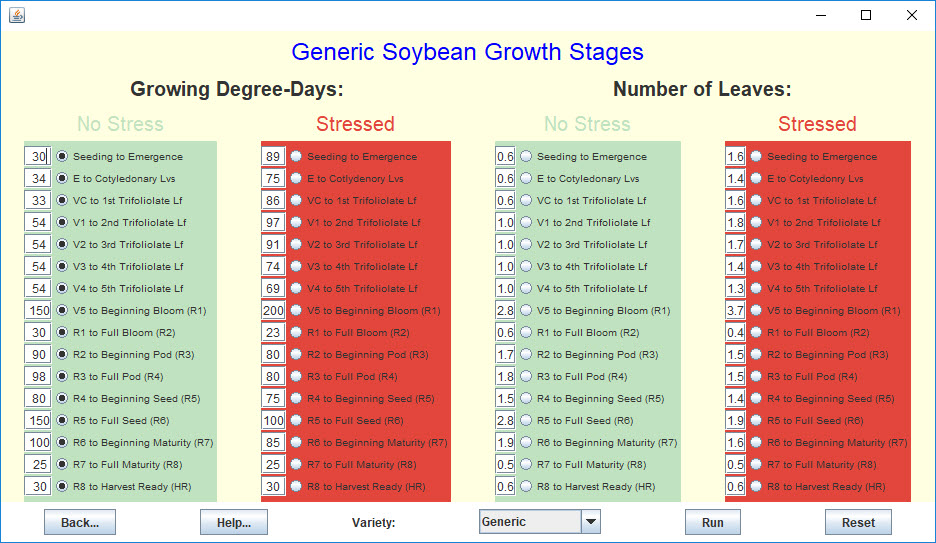 Generic Soybean Growth Stages
Growing Degree-Days: Number of Leaves:
No Stress Stressed No Stress Stressed
30 Seeding to Emergence 89 Seeding to Emergence 0.6 Seeding to Emergence 1.6 Seeding to Emergence
34 E to Cotyledonary Lvs 75 E to Cotlydenory Lvs 0.6 E to Cotyledonary Lvs 1.4 E to Cotyledonry Lvs
33 VC to 1st Trifoliolate Lf 86 VC to 1st Trifoliolate Lf 0.6 VC to 1st Trifoliolate Lf 1.6 VC to 1st Trifoliolate Lf
54 V1 to 2nd Trifoliolate Lf 97 V1 to 2nd Trifoliolate Lf 1.0 V1 to 2nd Trifoliolate Lf 1.8 V1 to 2nd Trifoliolate Lf
54 V2 to 3rd Trifoliolate Lf 91 V2 to 3rd Trifoliolate Lf 1.0 V2 to 3rd Trifoliolate Lf 1.7 V2 to 3rd Trifoliolate Lf
54 V3 to 4th Trifoliolate Lf 74 V3 to 4th Trifoliolate Lf 1.0 V3 to 4th Trifoliolate Lf 1.4 V3 to 4th Trifoliolate Lf
54 V4 to 5th Trifoliolate Lf 69 V4 to 5th Trifoliolate Lf 1.0 V4 to 5th Trifoliolate Lf 1.3 V4 to 5th Trifoliolate Lf
150 V5 to Beginning Bloom (R1) 200 V5 to Beginning Bloom (R1) 2.8 V5 to Beginning Bloom (R1) 3.7 V5 to Beginning Bloom (R1)
30 R1 to Full Bloom (R2) 23 R1 to Full Bloom (R2) 0.6 R1 to Full Bloom (R2) 0.4 R1 to Full Bloom (R2)
90 R2 to Beginning Pod (R3) 80 R2 to Beginning Pod (R3) 1.7 R2 to Beginning Pod (R3) 1.5 R2 to Beginning Pod (R3)
98 R3 to Full Pod (R4) 80 R3 to Full Pod (R4) 1.8 R3 to Full Pod (R4) 1.5 R3 to Full Pod (R4)
80 R4 to Beginning Seed (R5) 75 R4 to Beginning Seed (R5) 1.5 R4 to Beginning Seed (R5) 1.4 R4 to Beginning Seed (R5)
150 R5 to Full Seed (R6) 100 R5 to Full Seed (R6) 2.8 R5 to Full Seed (R6) 1.9 R5 to Full Seed (R6)
100 R6 to Beginning Maturity (R7) 85 R6 to Beginning Maturity (R7) 1.9 R6 to Beginning Maturity (R7) 1.6 R6 to Beginning Maturity (R7)
25 R7 to Full Maturity (R8) 25 R7 to Full Maturity (R8) 0.5 R7 to Full Maturity (R8) 0.5 R7 to Full Maturity (R8)
30 R8 to Harvest Ready (HR) 30 R8 to Harvest Ready (HR) 0.6 R8 to Harvest Ready (HR) 0.6 R8 to Harvest Ready (HR)
Back... Help... Variety: Generic Run Reset